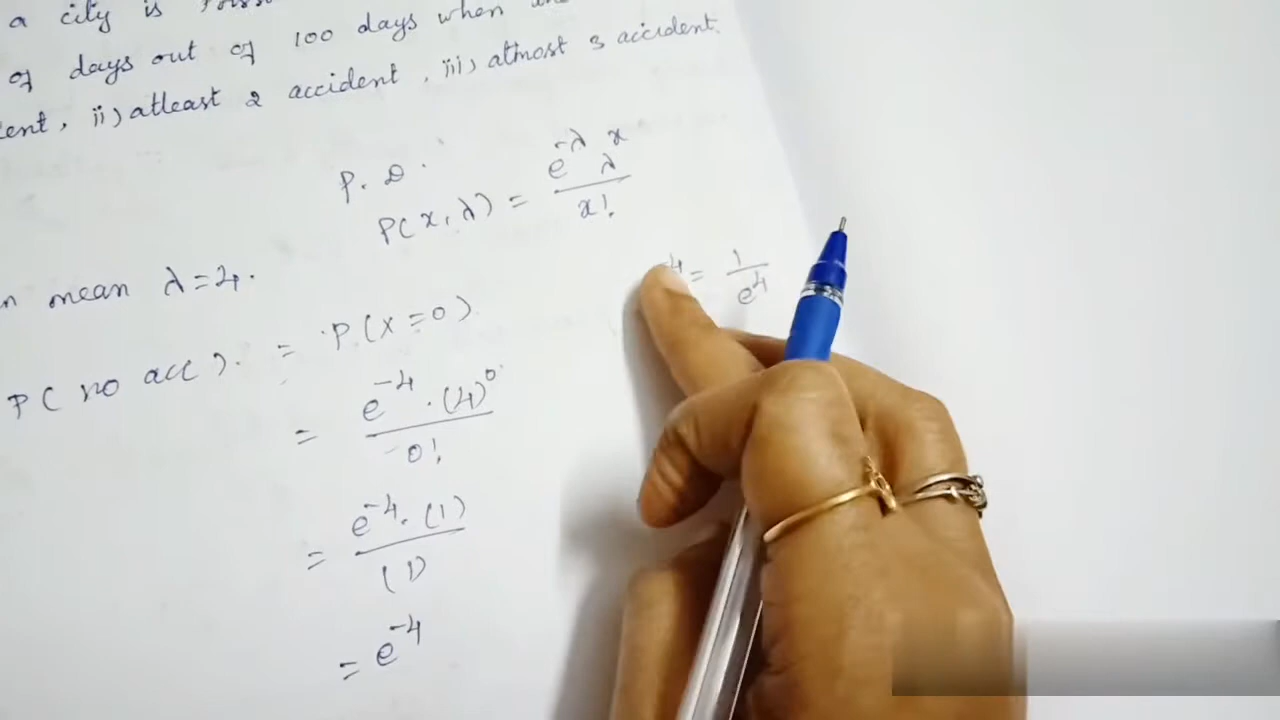 a city is
of days out of 100 days when
ii) atleast 2 accident, iii) atmost 3 accident.
P.D.
P(x, λ) = e^-λ λ^x / x!
mean λ=4.
4 = 1/e^4
P( no acc). = P(x=0)
= e^-4 . (4)^0 / 0!
= e^-4 . (1) / (1)
= e^-4